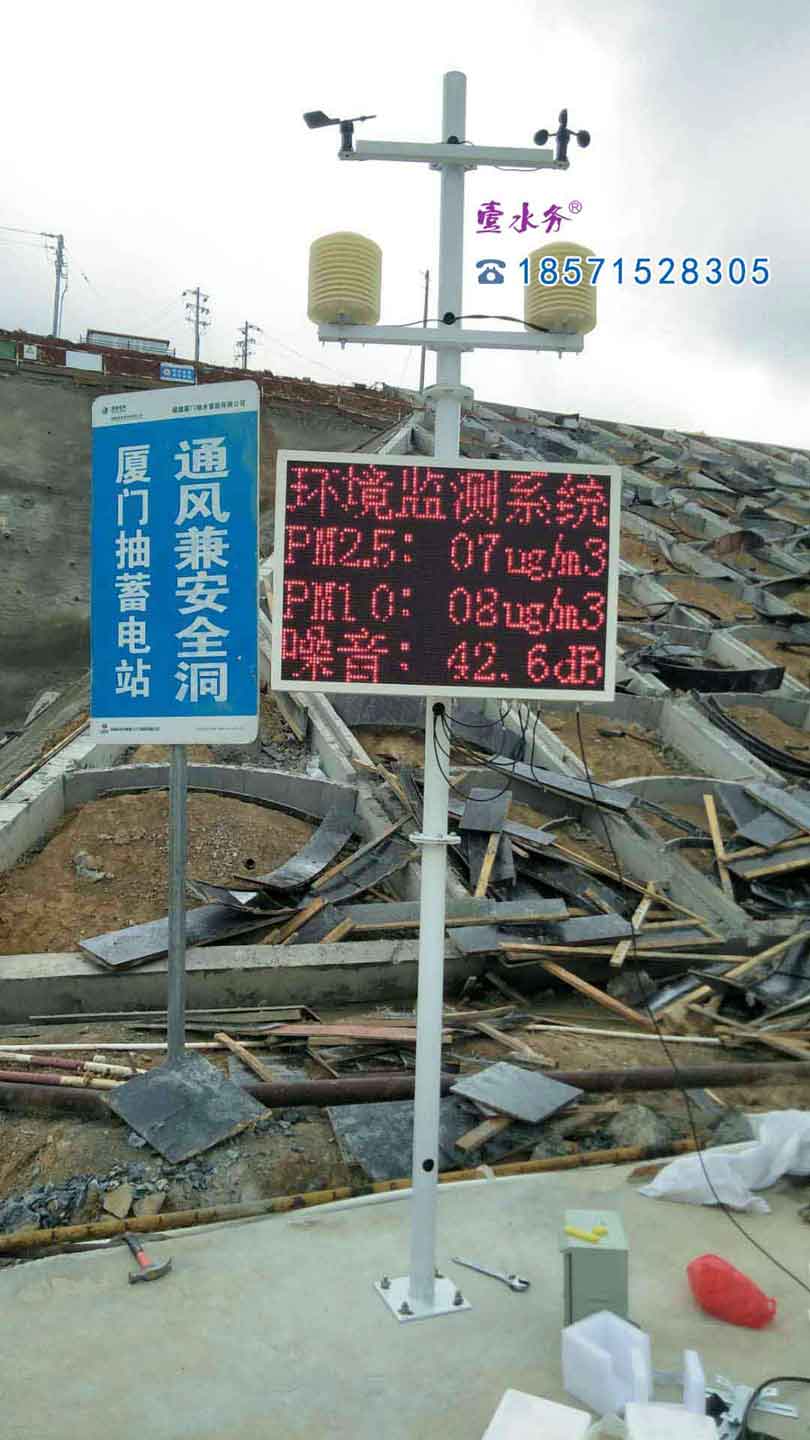 壹水务®
☎ 18571528305
通风兼安全洞
厦门抽蓄电站
环境监测系统
PM2.5: 07ug/m3
PM10: 08ug/m3
噪音: 42.6dB